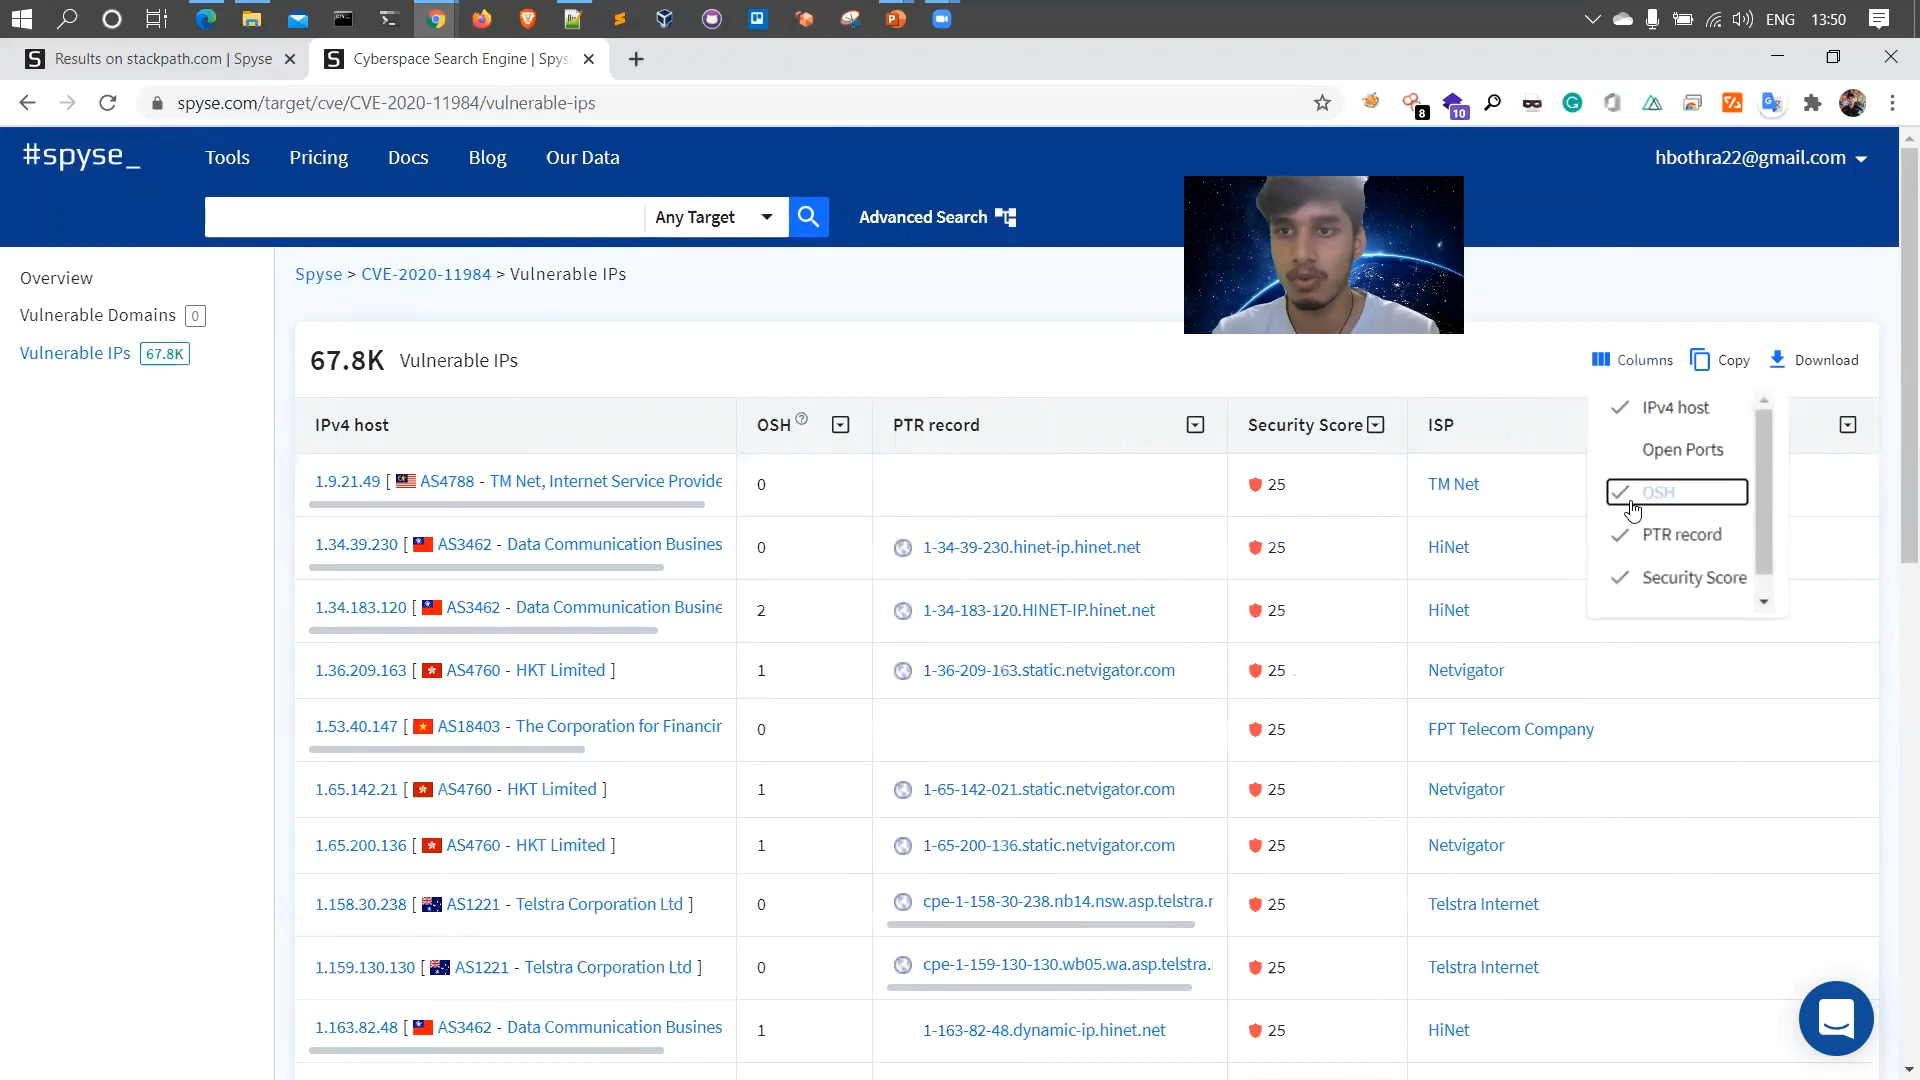 ENG 13:50
Results on stackpath.com | Spyse
Cyberspace Search Engine | Spys
spyse.com/target/cve/CVE-2020-11984/vulnerable-ips
8
10
#spyse_
Tools Pricing Docs Blog Our Data
hbothra22@gmail.com
Any Target
Advanced Search
Overview
Vulnerable Domains 0
Vulnerable IPs 67.8K
Spyse > CVE-2020-11984 > Vulnerable IPs
67.8K Vulnerable IPs
Columns Copy Download
IPv4 host OSH ? PTR record Security Score ISP
IPv4 host
Open Ports
OSH
PTR record
Security Score
1.9.21.49 [ AS4788 - TM Net, Internet Service Provide 0 25 TM Net
1.34.39.230 [ AS3462 - Data Communication Business 0 1-34-39-230.hinet-ip.hinet.net 25 HiNet
1.34.183.120 [ AS3462 - Data Communication Busine 2 1-34-183-120.HINET-IP.hinet.net 25 HiNet
1.36.209.163 [ AS4760 - HKT Limited ] 1 1-36-209-163.static.netvigator.com 25 Netvigator
1.53.40.147 [ AS18403 - The Corporation for Financin 0 25 FPT Telecom Company
1.65.142.21 [ AS4760 - HKT Limited ] 1 1-65-142-021.static.netvigator.com 25 Netvigator
1.65.200.136 [ AS4760 - HKT Limited ] 1 1-65-200-136.static.netvigator.com 25 Netvigator
1.158.30.238 [ AS1221 - Telstra Corporation Ltd ] 0 cpe-1-158-30-238.nb14.nsw.asp.telstra.n 25 Telstra Internet
1.159.130.130 [ AS1221 - Telstra Corporation Ltd ] 0 cpe-1-159-130-130.wb05.wa.asp.telstra. 25 Telstra Internet
1.163.82.48 [ AS3462 - Data Communication Business 1 1-163-82-48.dynamic-ip.hinet.net 25 HiNet